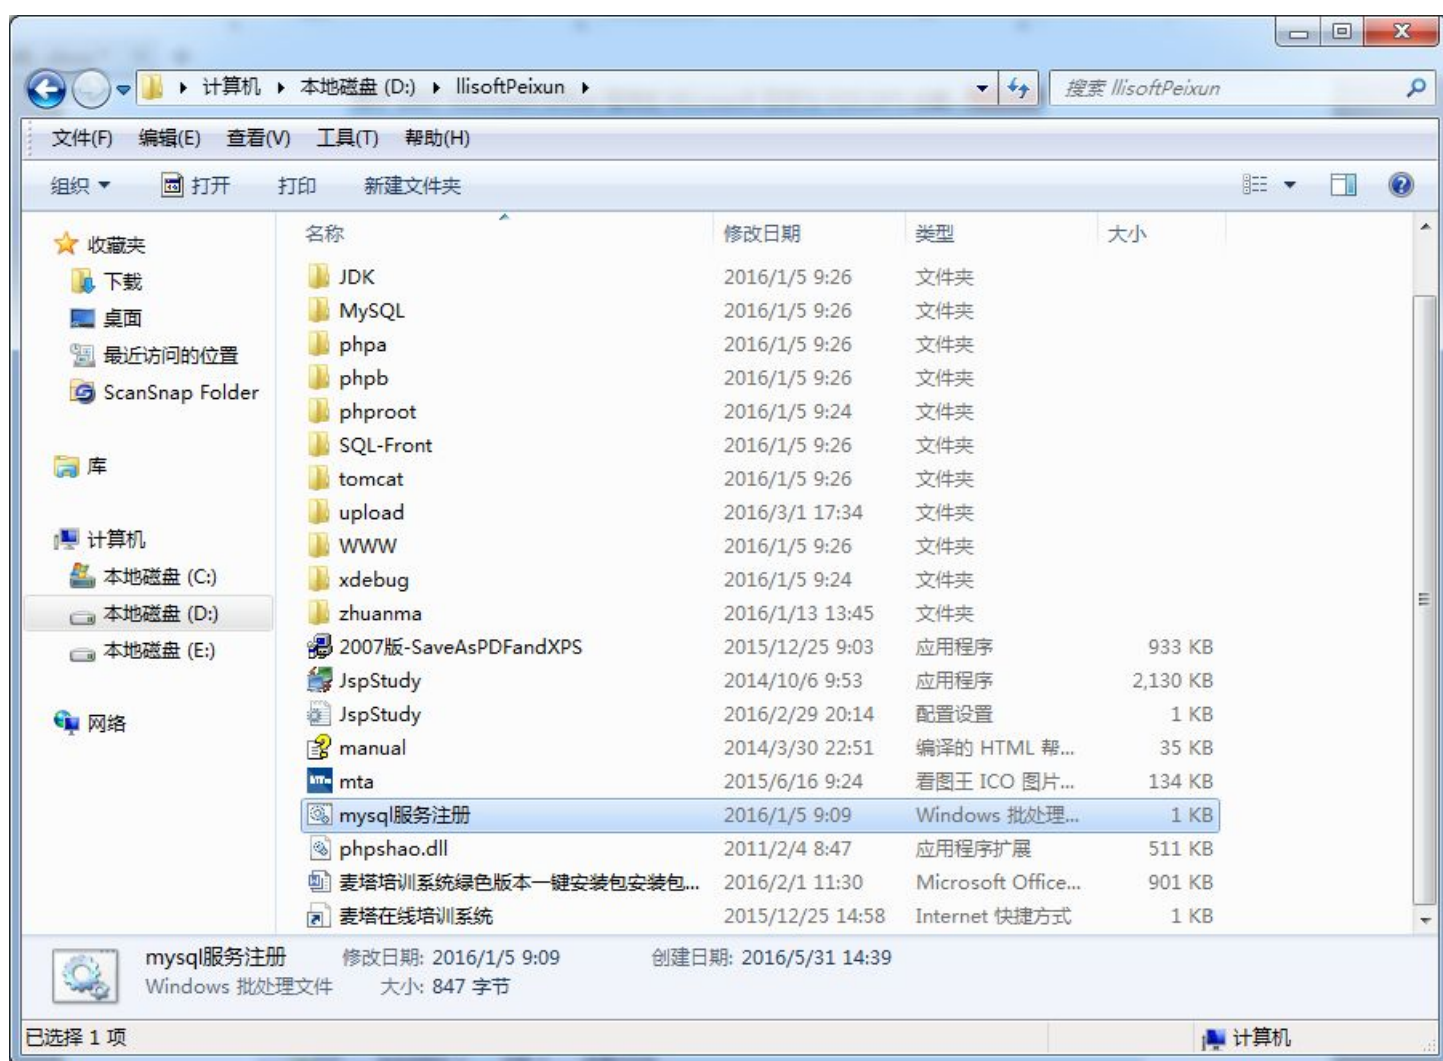 计算机 本地磁盘 (D:) llisoftPeixun 搜索 llisoftPeixun
文件(F) 编辑(E) 查看(V) 工具(T) 帮助(H)
组织 打开 打印 新建文件夹
名称 修改日期 类型 大小
收藏夹
下载
桌面
最近访问的位置
ScanSnap Folder
库
计算机
本地磁盘 (C:)
本地磁盘 (D:)
本地磁盘 (E:)
网络
JDK 2016/1/5 9:26 文件夹
MySQL 2016/1/5 9:26 文件夹
phpa 2016/1/5 9:26 文件夹
phpb 2016/1/5 9:26 文件夹
phproot 2016/1/5 9:24 文件夹
SQL-Front 2016/1/5 9:26 文件夹
tomcat 2016/1/5 9:26 文件夹
upload 2016/3/1 17:34 文件夹
WWW 2016/1/5 9:26 文件夹
xdebug 2016/1/5 9:24 文件夹
zhuanma 2016/1/13 13:45 文件夹
2007版-SaveAsPDFandXPS 2015/12/25 9:03 应用程序 933 KB
JspStudy 2014/10/6 9:53 应用程序 2,130 KB
JspStudy 2016/2/29 20:14 配置设置 1 KB
manual 2014/3/30 22:51 编译的 HTML 帮... 35 KB
mta 2015/6/16 9:24 看图王 ICO 图片... 134 KB
mysql服务注册 2016/1/5 9:09 Windows 批处理... 1 KB
phpshao.dll 2011/2/4 8:47 应用程序扩展 511 KB
麦塔培训系统绿色版本一键安装包安装包... 2016/2/1 11:30 Microsoft Office... 901 KB
麦塔在线培训系统 2015/12/25 14:58 Internet 快捷方式 1 KB
mysql服务注册 修改日期: 2016/1/5 9:09 创建日期: 2016/5/31 14:39
Windows 批处理文件 大小: 847 字节
已选择 1 项 计算机